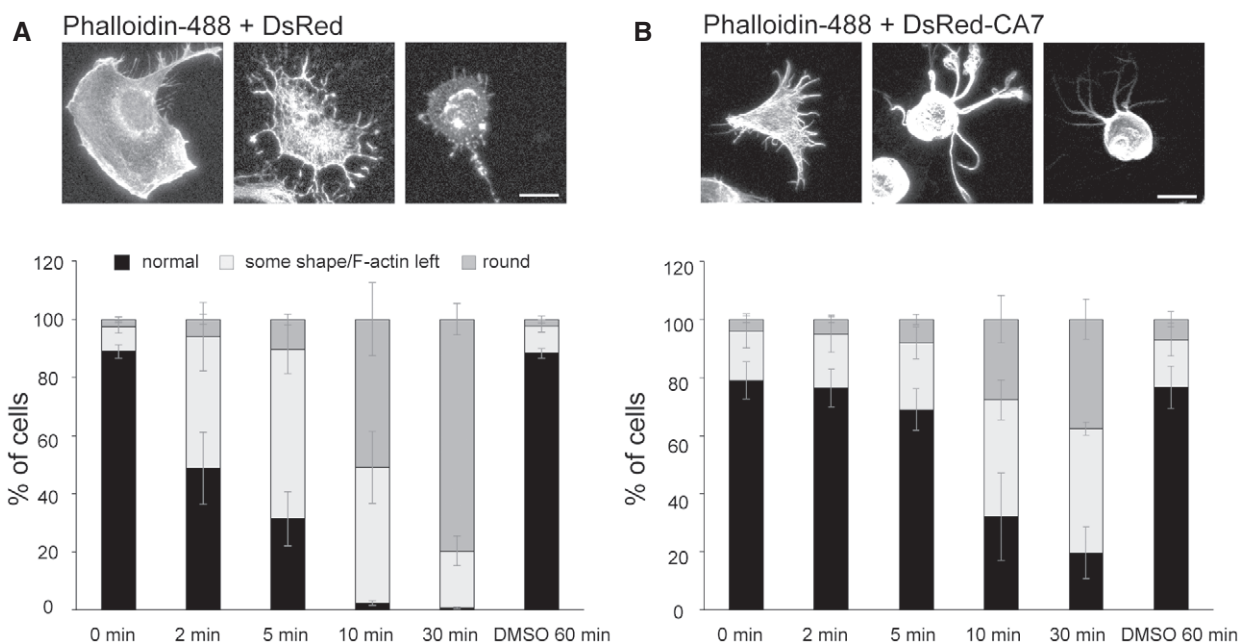 A
Phalloidin-488 + DsRed
B
Phalloidin-488 + DsRed-CA7
normal
some shape/F-actin left
round
% of cells
120
100
80
60
40
20
0
0 min
2 min
5 min
10 min
30 min
DMSO 60 min
% of cells
120
100
80
60
40
20
0
0 min
2 min
5 min
10 min
30 min
DMSO 60 min